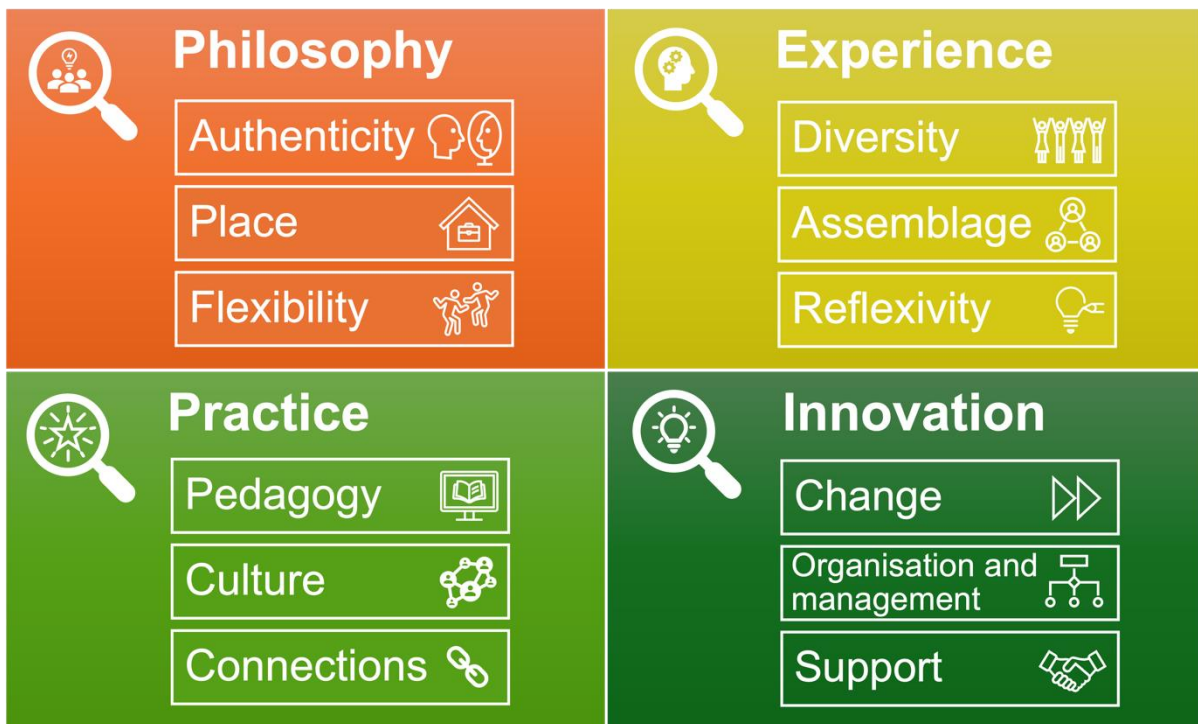 Philosophy
Authenticity
Place
Flexibility
Experience
Diversity
Assemblage
Reflexivity
Practice
Pedagogy
Culture
Connections
Innovation
Change
Organisation and
management
Support